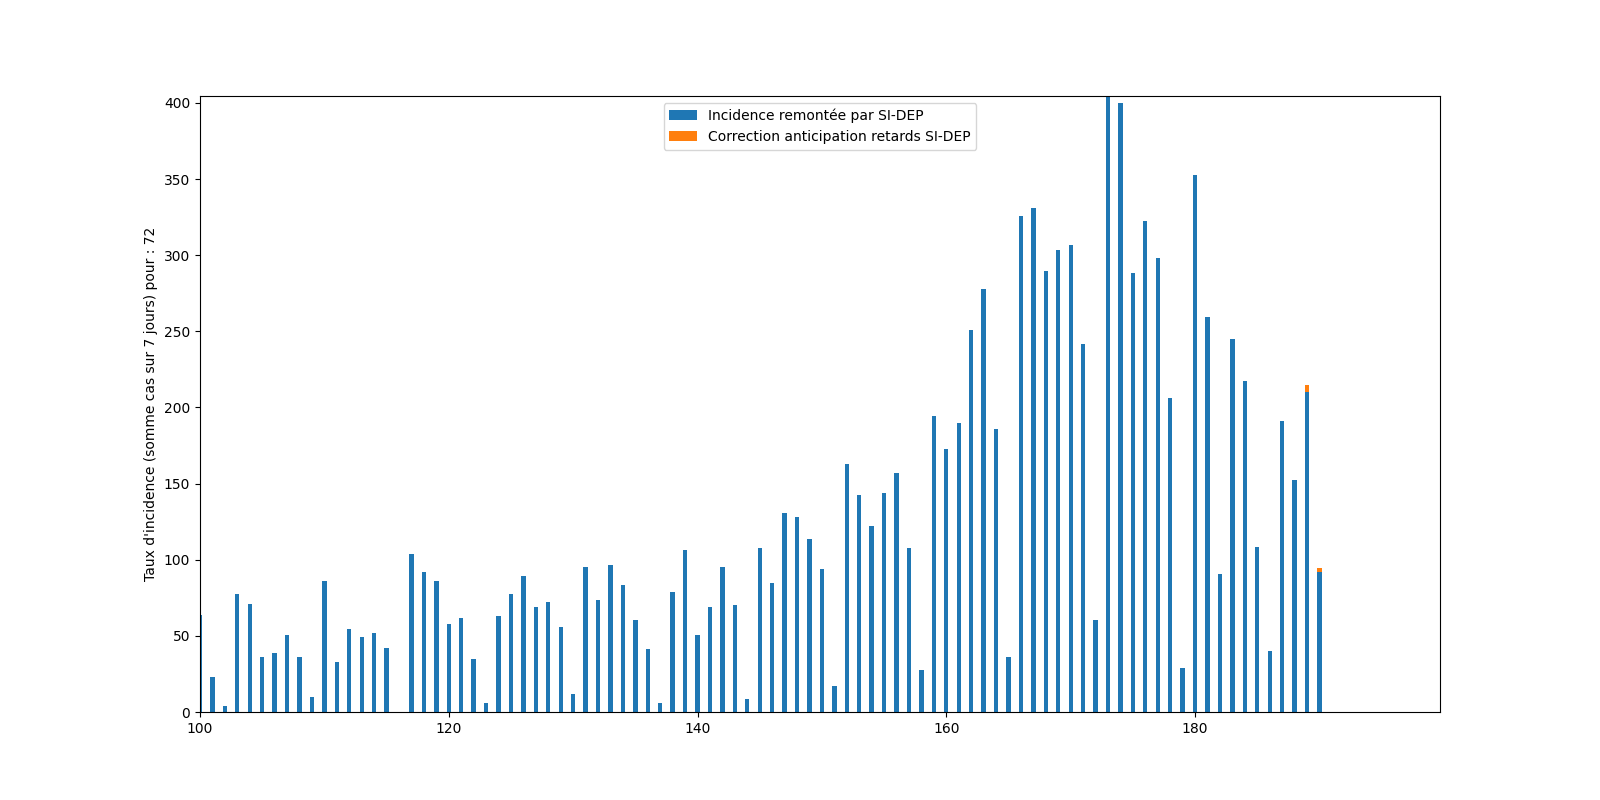 Incidence remontée par SI-DEP
Correction anticipation retards SI-DEP
Taux d'incidence (somme cas sur 7 jours) pour : 72
400
350
300
250
200
150
100
50
0
100 120 140 160 180